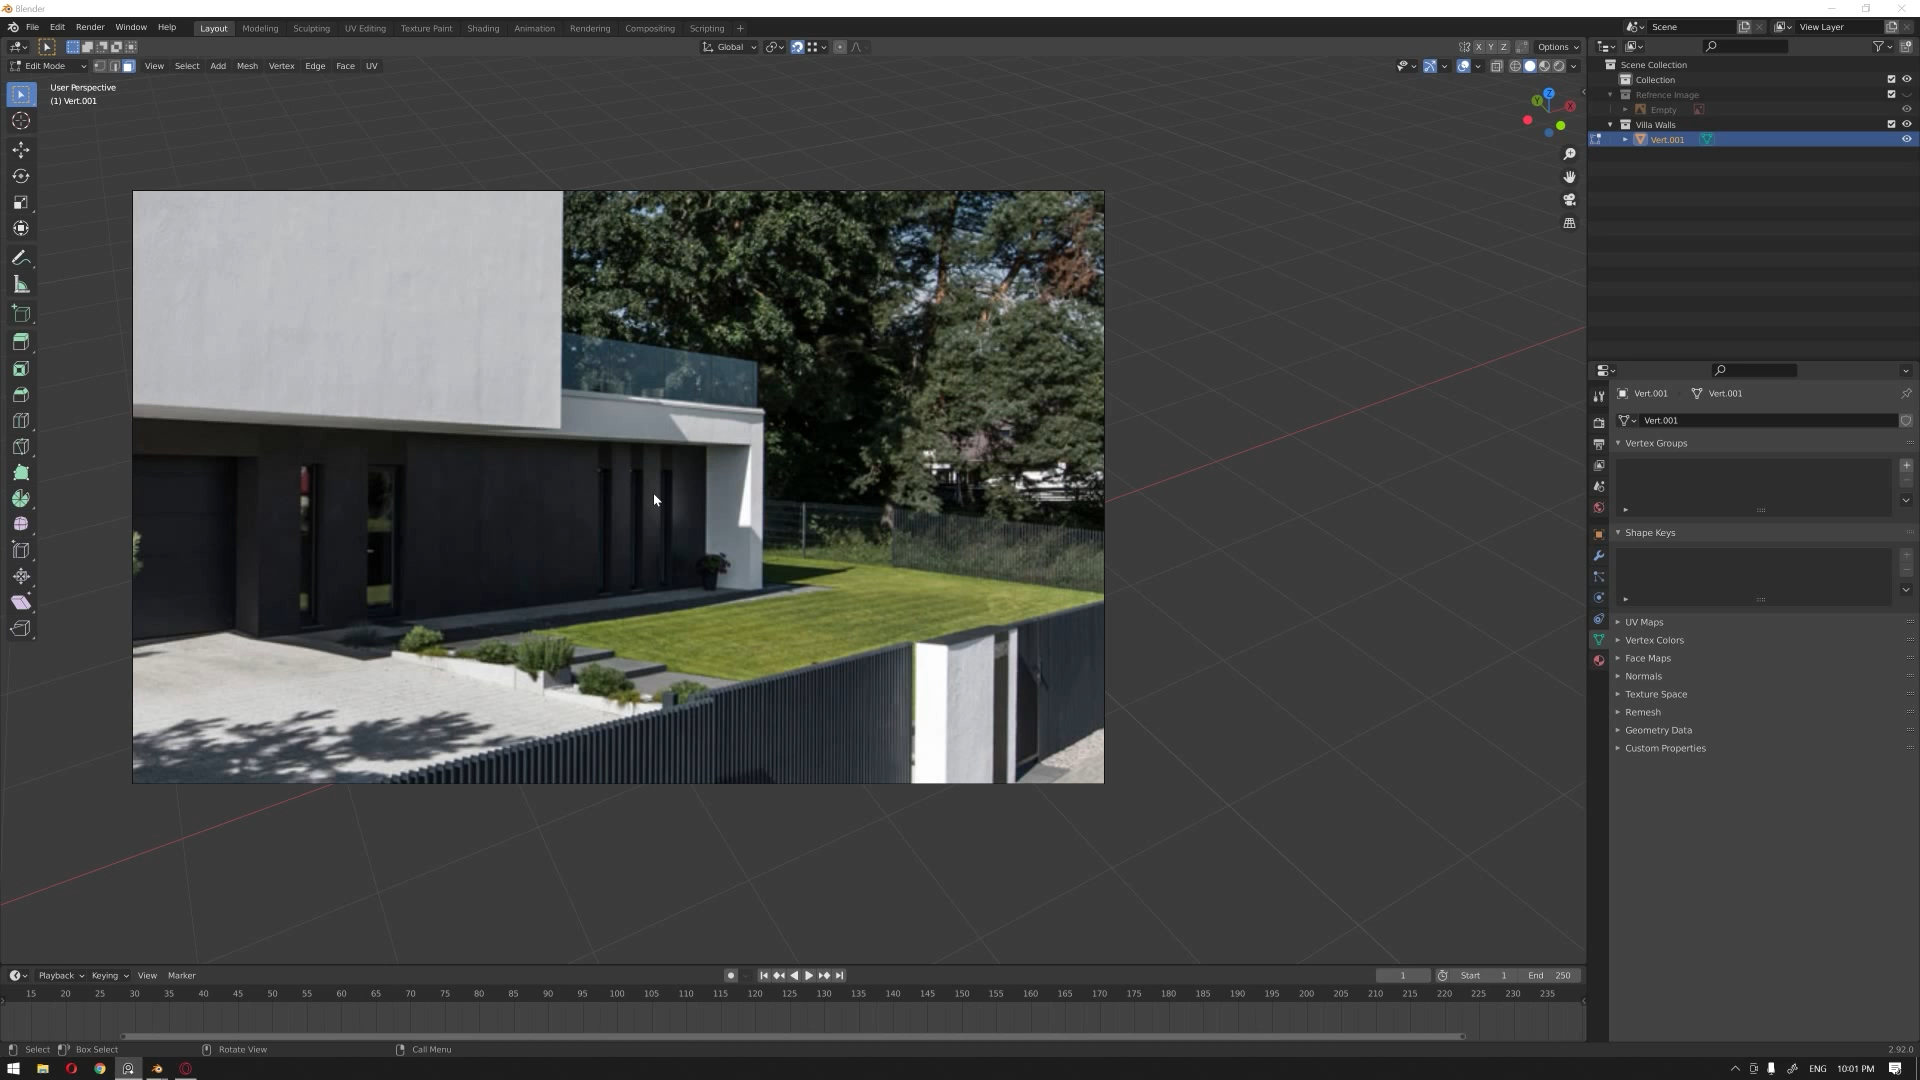 Blender
File Edit Render Window Help Layout Modeling Sculpting UV Editing Texture Paint Shading Animation Rendering Compositing Scripting + Scene View Layer
Global X Y Z Options
Edit Mode View Select Add Mesh Vertex Edge Face UV
User Perspective
(1) Vert.001
Z
Y
X
Scene Collection
Collection
Refrence Image
Empty
Villa Walls
Vert.001
Vert.001 Vert.001
Vert.001
Vertex Groups
Shape Keys
UV Maps
Vertex Colors
Face Maps
Normals
Texture Space
Remesh
Geometry Data
Custom Properties
Playback Keying View Marker 1 Start 1 End 250
15 20 25 30 35 40 45 50 55 60 65 70 75 80 85 90 95 100 105 110 115 120 125 130 135 140 145 150 155 160 165 170 175 180 185 190 195 200 205 210 215 220 225 230 235
Select Box Select Rotate View Call Menu 2.92.0
ENG 10:01 PM